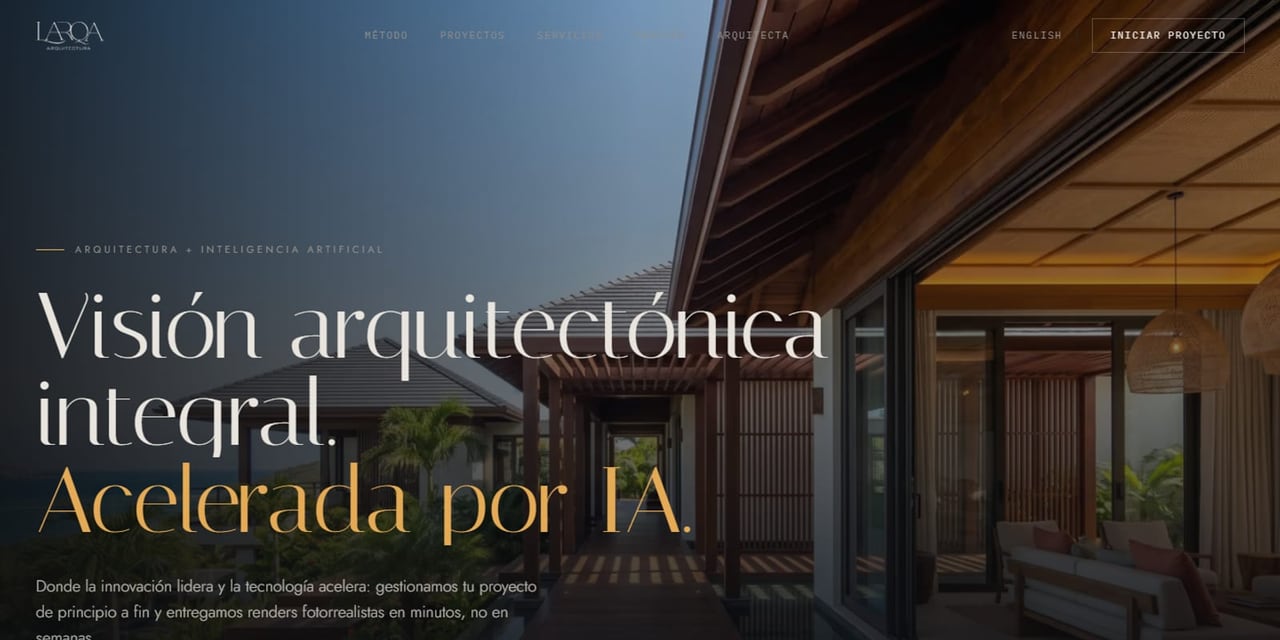 LARQA
ARQUITECTURA
MÉTODO PROYECTOS SERVICIOS ARQUITECTA ENGLISH INICIAR PROYECTO
ARQUITECTURA + INTELIGENCIA ARTIFICIAL
Visión arquitectónica
integral.
Acelerada por IA.
Donde la innovación lidera y la tecnología acelera: gestionamos tu proyecto
de principio a fin y entregamos renders fotorrealistas en minutos, no en
semanas.